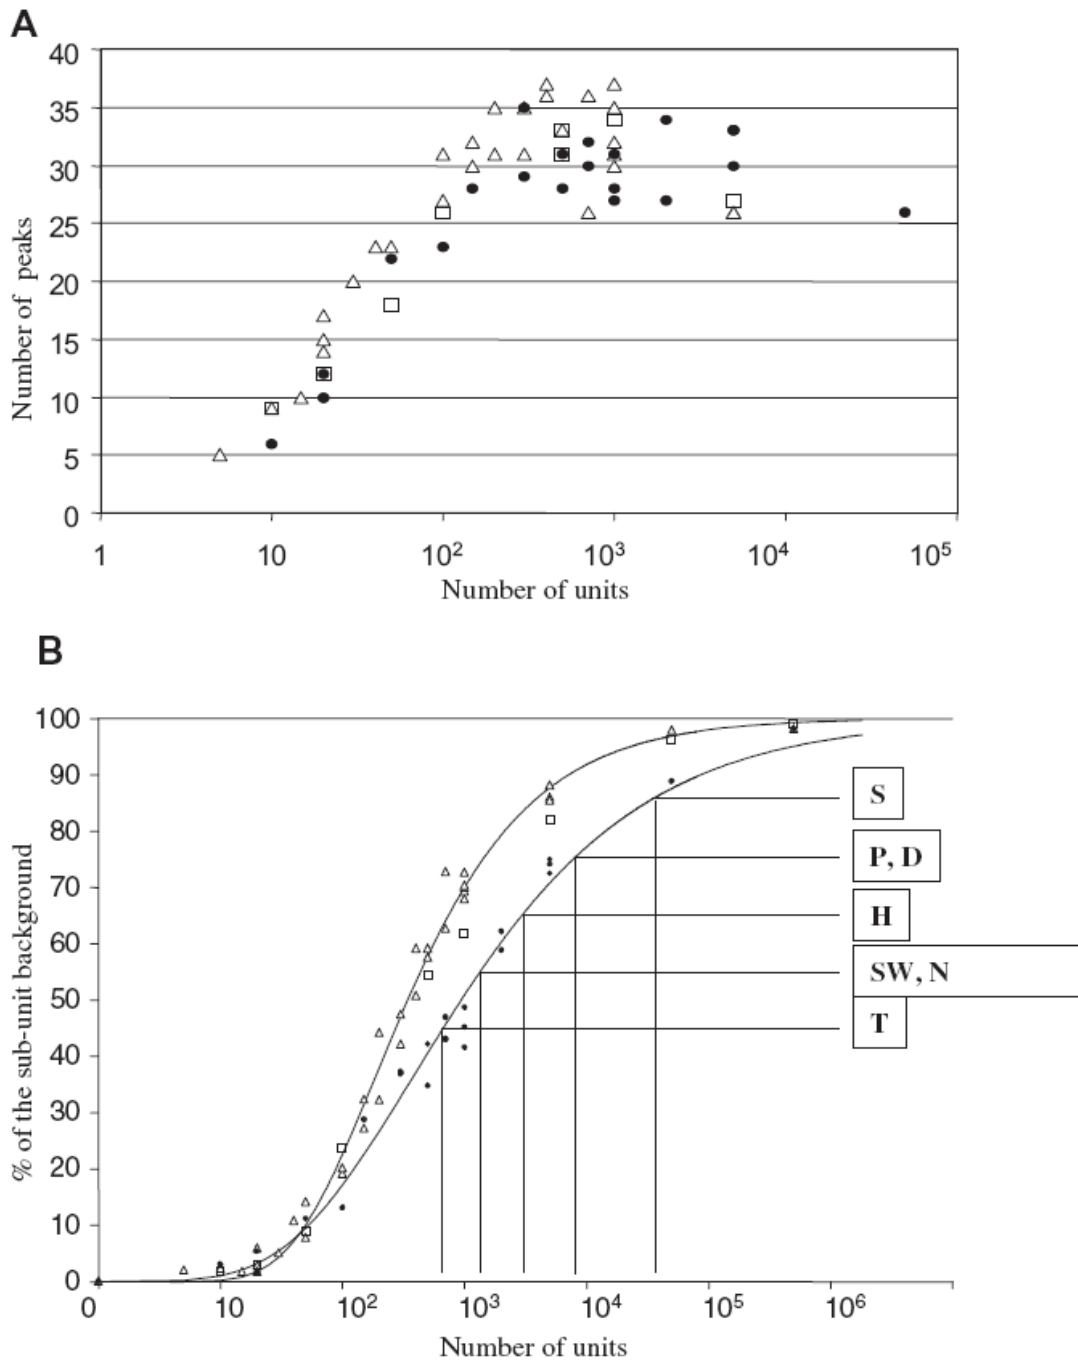 A
40
35
30
25
20
15
10
5
0
Number of peaks
1 10 10² 10³ 10⁴ 10⁵
Number of units
B
100
90
80
70
60
50
40
30
20
10
0
% of the sub-unit background
S
P, D
H
SW, N
T
0 10 10² 10³ 10⁴ 10⁵ 10⁶
Number of units